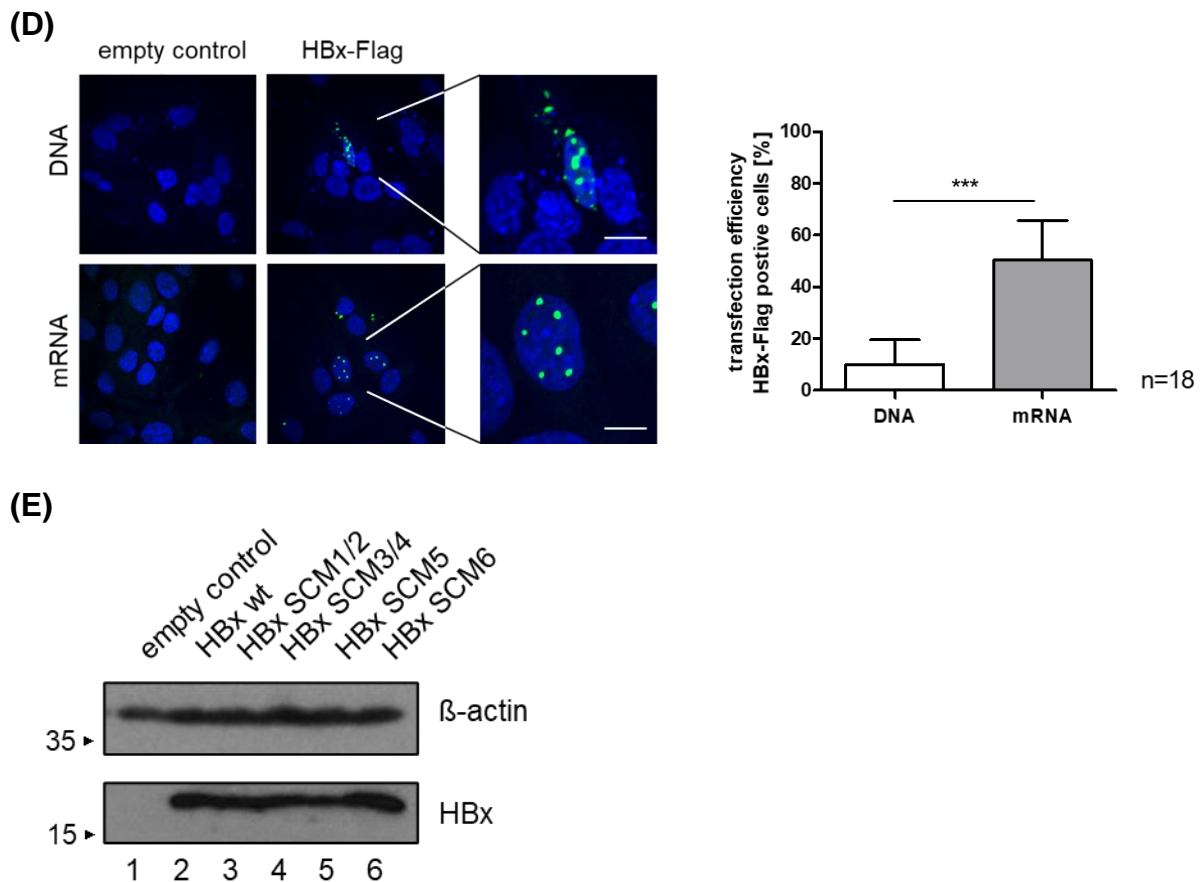 (D)
empty control
HBx-Flag
DNA
mRNA
transfection efficiency
HBx-Flag postive cells [%]
100
80
60
40
20
0
***
DNA
mRNA
n=18
(E)
empty control
HBx wt
HBx SCM1/2
HBx SCM3/4
HBx SCM5
HBx SCM6
ß-actin
35
HBx
15
1 2 3 4 5 6